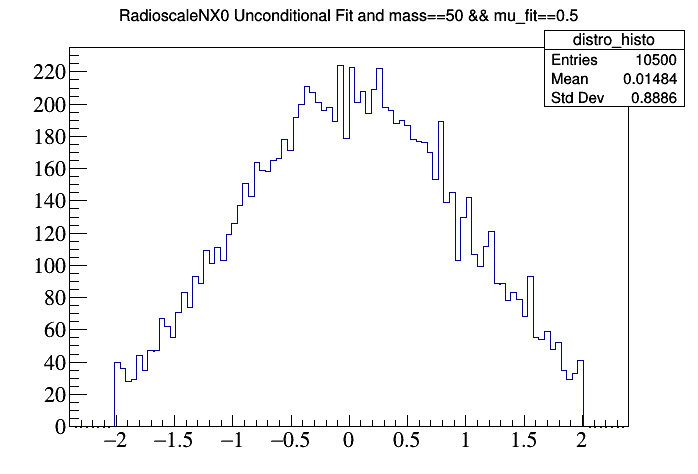 RadioscaleNX0 Unconditional Fit and mass==50 && mu_fit==0.5
distro_histo
Entries 10500
Mean 0.01484
Std Dev 0.8886
220
200
180
160
140
120
100
80
60
40
20
0
−2 −1.5 −1 −0.5 0 0.5 1 1.5 2